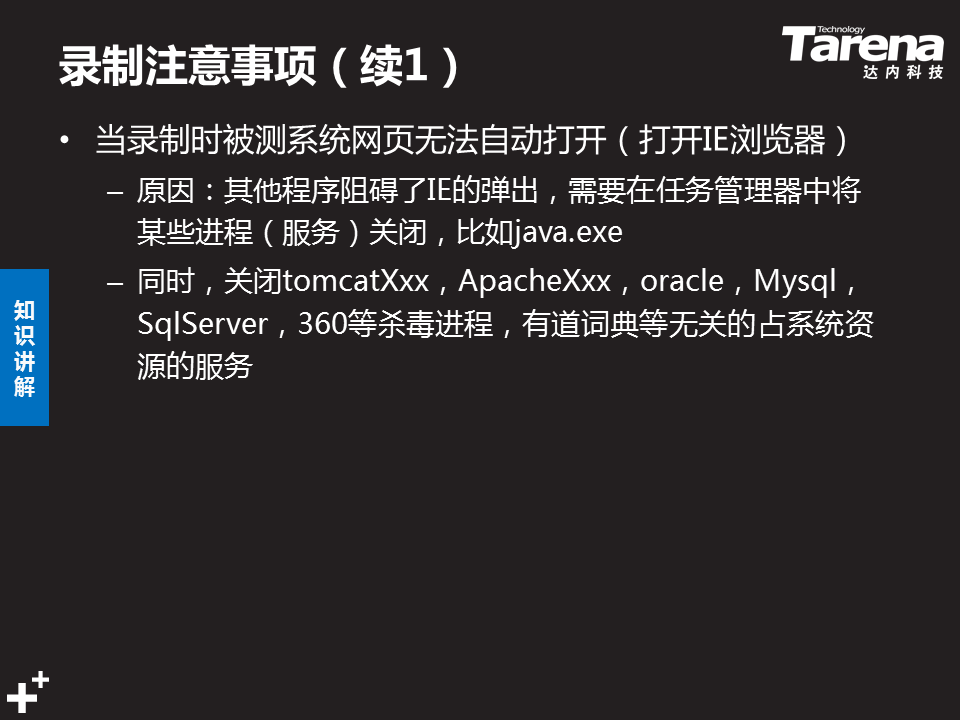 录制注意事项（续1）
Technology
Tarena
达内科技
• 当录制时被测系统网页无法自动打开（打开IE浏览器）
– 原因：其他程序阻碍了IE的弹出，需要在任务管理器中将
某些进程（服务）关闭，比如java.exe
– 同时，关闭tomcatXxx，ApacheXxx，oracle，Mysql，
SqlServer，360等杀毒进程，有道词典等无关的占系统资
源的服务
知识讲解